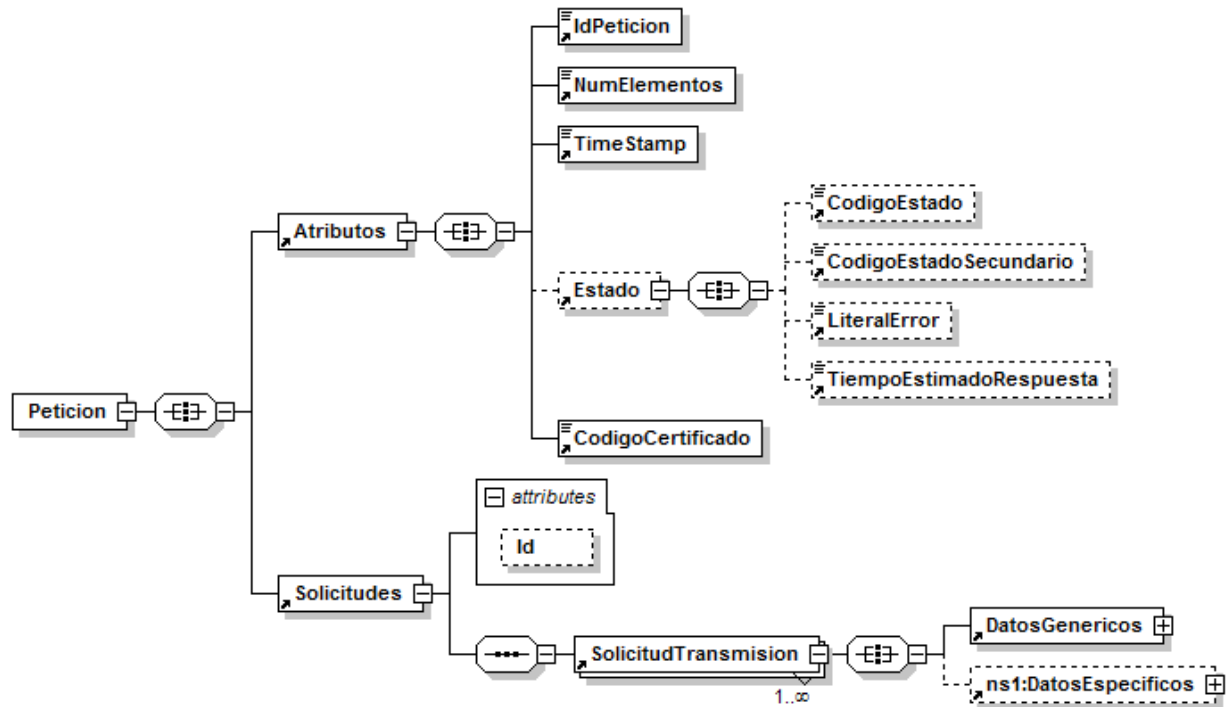 IdPeticion
NumElementos
TimeStamp
Atributos
CodigoEstado
CodigoEstadoSecundario
Estado
LiteralError
TiempoEstimadoRespuesta
Peticion
CodigoCertificado
attributes
Id
Solicitudes
DatosGenericos
SolicitudTransmision
ns1:DatosEspecificos
1..∞